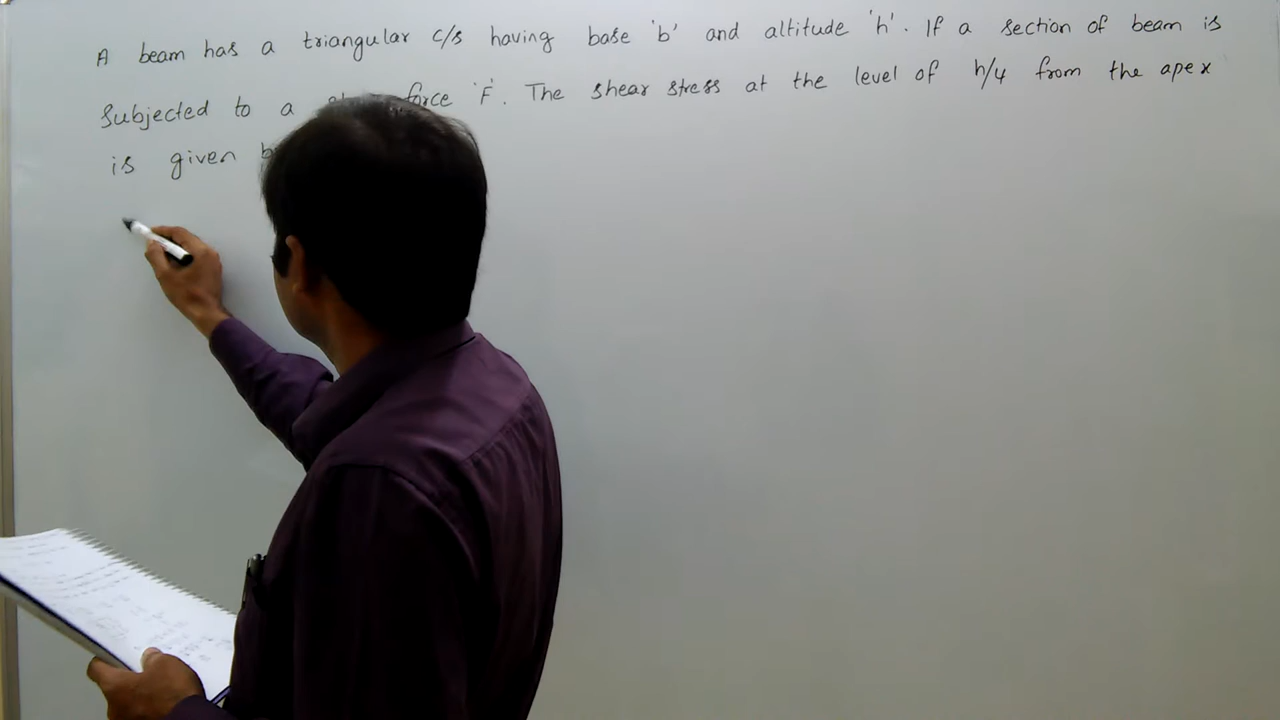 A beam has a triangular c/s having base 'b' and altitude 'h'. If a section of beam is
Subjected to a force 'F'. The shear stress at the level of h/4 from the apex
is given